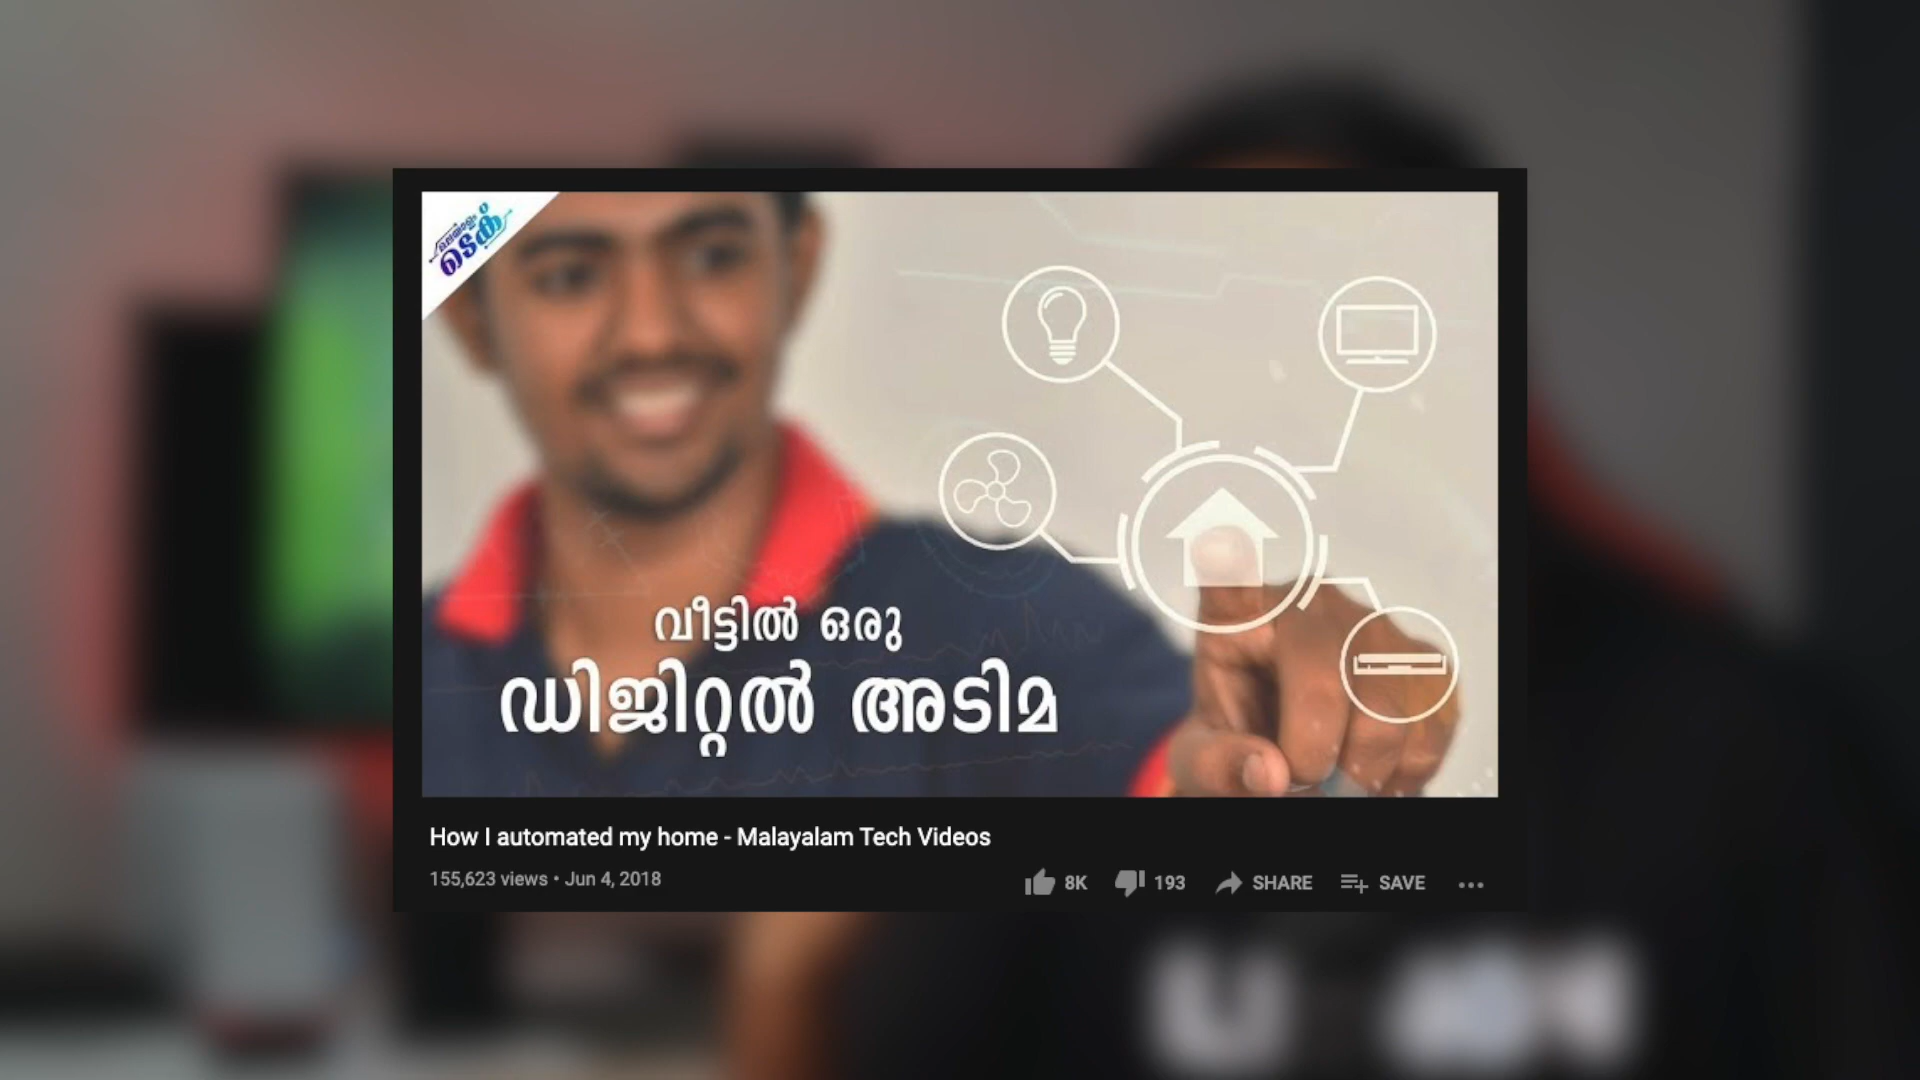 മലയാളം
ടെക്
വീട്ടിൽ ഒരു
ഡിജിറ്റൽ അടിമ
How I automated my home - Malayalam Tech Videos
155,623 views • Jun 4, 2018
8K 193 SHARE SAVE